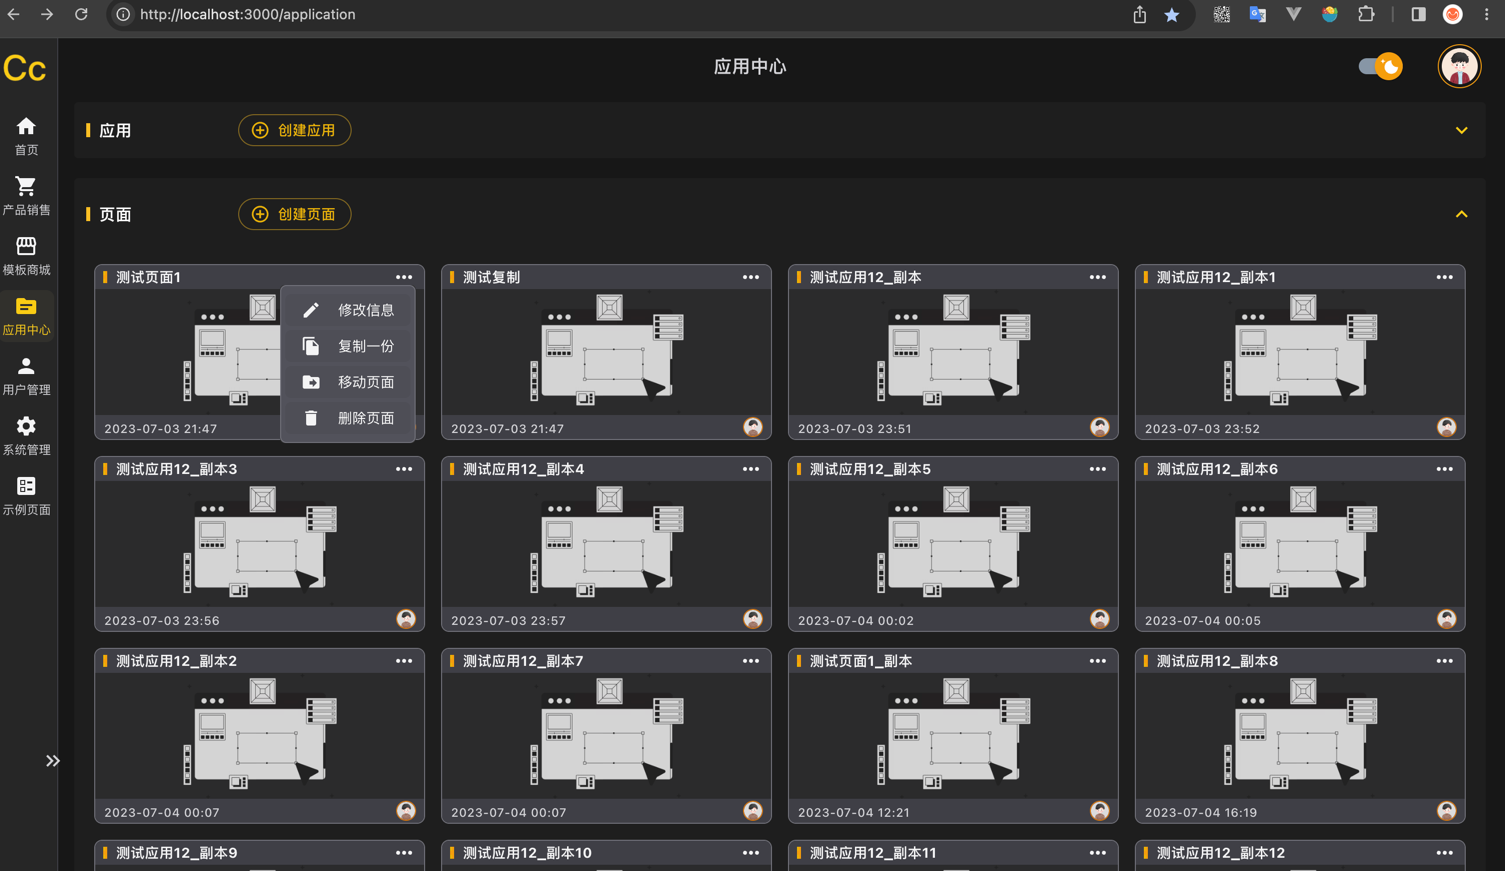 http://localhost:3000/application
Cc
应用中心
首页
产品销售
模板商城
应用中心
用户管理
系统管理
示例页面
应用
创建应用
页面
创建页面
测试页面1
测试复制
测试应用12_副本
测试应用12_副本1
修改信息
复制一份
移动页面
删除页面
2023-07-03 21:47
2023-07-03 21:47
2023-07-03 23:51
2023-07-03 23:52
测试应用12_副本3
测试应用12_副本4
测试应用12_副本5
测试应用12_副本6
2023-07-03 23:56
2023-07-03 23:57
2023-07-04 00:02
2023-07-04 00:05
测试应用12_副本2
测试应用12_副本7
测试页面1_副本
测试应用12_副本8
2023-07-04 00:07
2023-07-04 00:07
2023-07-04 12:21
2023-07-04 16:19
测试应用12_副本9
测试应用12_副本10
测试应用12_副本11
测试应用12_副本12